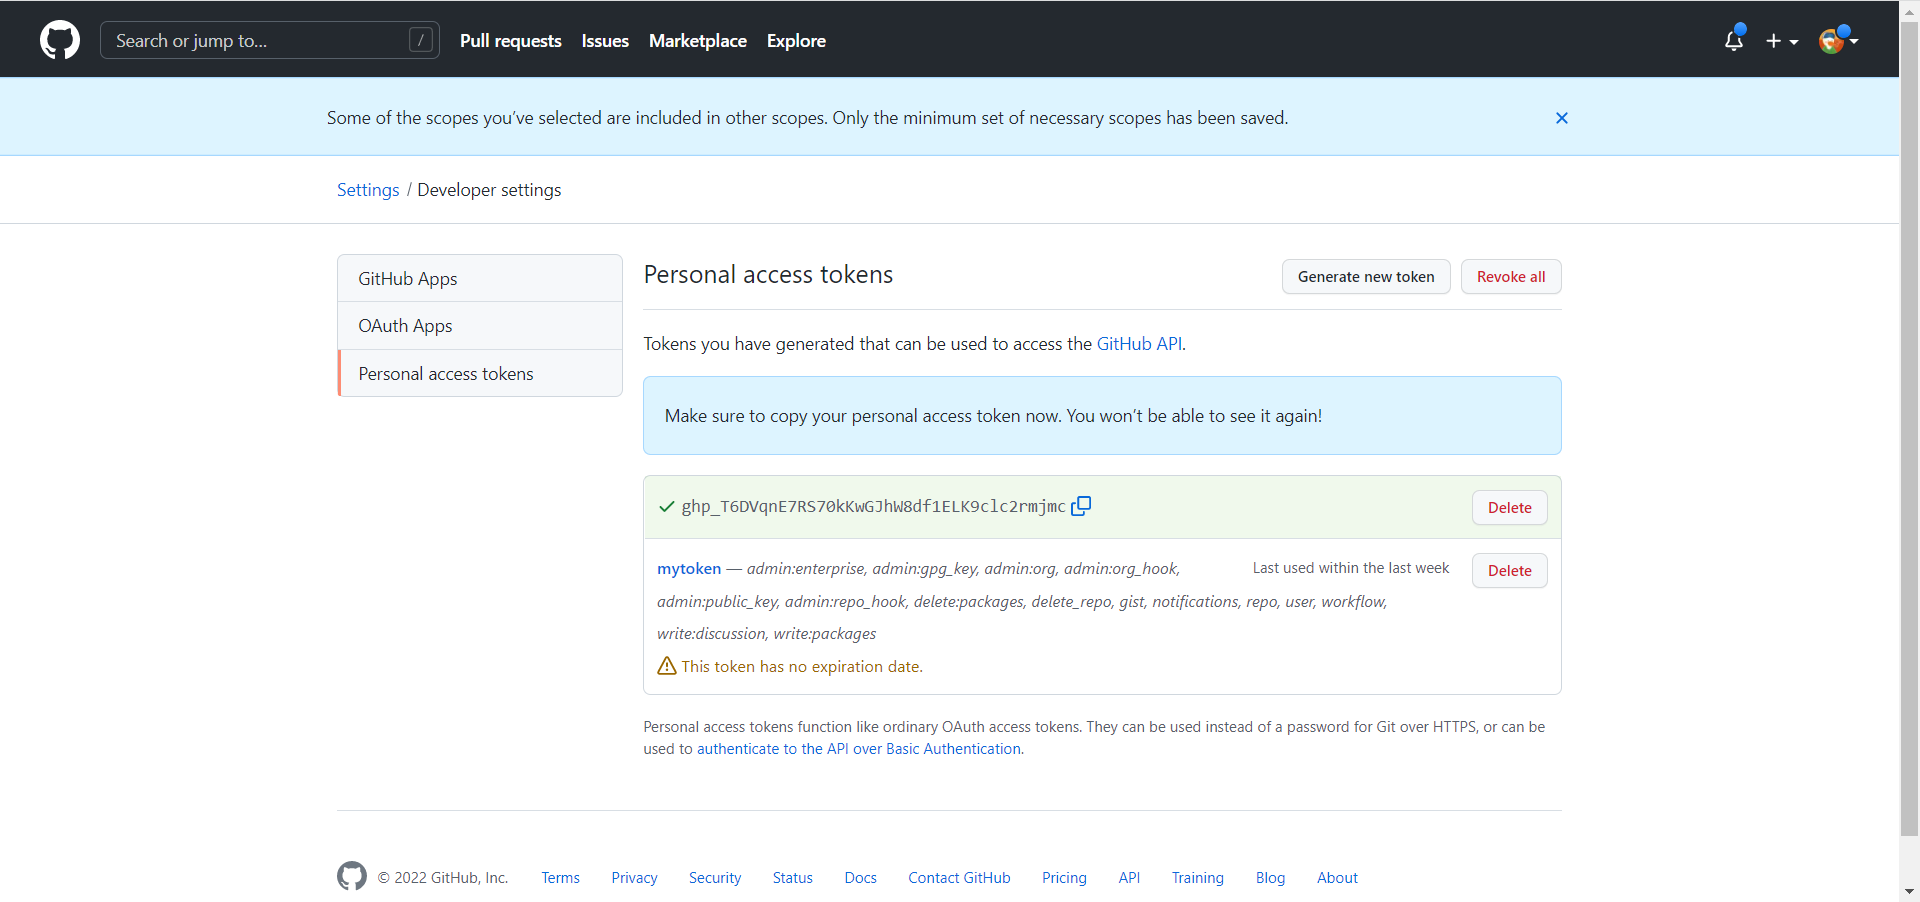 Search or jump to... /
Pull requests Issues Marketplace Explore
Some of the scopes you’ve selected are included in other scopes. Only the minimum set of necessary scopes has been saved.
Settings / Developer settings
GitHub Apps
OAuth Apps
Personal access tokens
Personal access tokens
Generate new token
Revoke all
Tokens you have generated that can be used to access the GitHub API.
Make sure to copy your personal access token now. You won’t be able to see it again!
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
Delete
mytoken — admin:enterprise, admin:gpg_key, admin:org, admin:org_hook,
admin:public_key, admin:repo_hook, delete:packages, delete_repo, gist, notifications, repo, user, workflow,
write:discussion, write:packages
Last used within the last week
Delete
This token has no expiration date.
Personal access tokens function like ordinary OAuth access tokens. They can be used instead of a password for Git over HTTPS, or can be
used to authenticate to the API over Basic Authentication.
© 2022 GitHub, Inc. Terms Privacy Security Status Docs Contact GitHub Pricing API Training Blog About